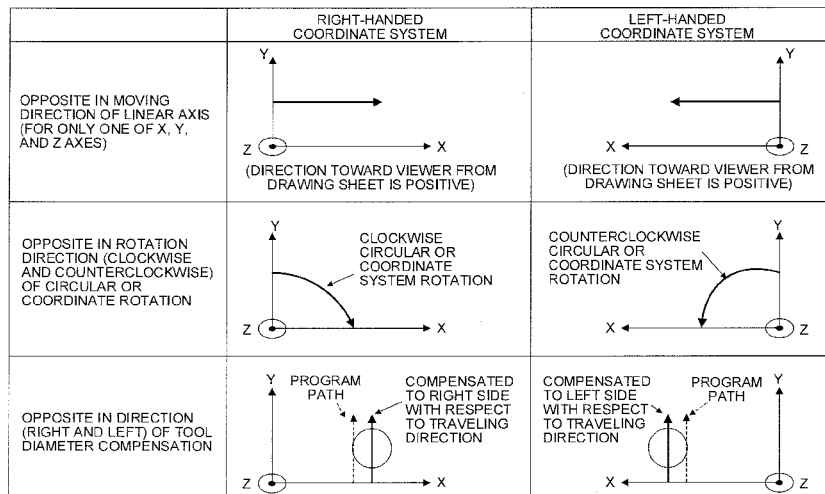 RIGHT-HANDED
COORDINATE SYSTEM
LEFT-HANDED
COORDINATE SYSTEM
OPPOSITE IN MOVING
DIRECTION OF LINEAR AXIS
(FOR ONLY ONE OF X, Y,
AND Z AXES)
Y
Z
X
(DIRECTION TOWARD VIEWER FROM
DRAWING SHEET IS POSITIVE)
Y
X
Z
(DIRECTION TOWARD VIEWER FROM
DRAWING SHEET IS POSITIVE)
OPPOSITE IN ROTATION
DIRECTION (CLOCKWISE
AND COUNTERCLOCKWISE)
OF CIRCULAR OR
COORDINATE ROTATION
Y
CLOCKWISE
CIRCULAR OR
COORDINATE
SYSTEM ROTATION
Z
X
COUNTERCLOCKWISE
CIRCULAR OR
COORDINATE SYSTEM
ROTATION
Y
X
Z
OPPOSITE IN DIRECTION
(RIGHT AND LEFT) OF TOOL
DIAMETER COMPENSATION
Y
PROGRAM
PATH
COMPENSATED
TO RIGHT SIDE
WITH RESPECT
TO TRAVELING
DIRECTION
Z
X
COMPENSATED
TO LEFT SIDE
WITH RESPECT
TO TRAVELING
DIRECTION
PROGRAM
PATH
Y
X
Z